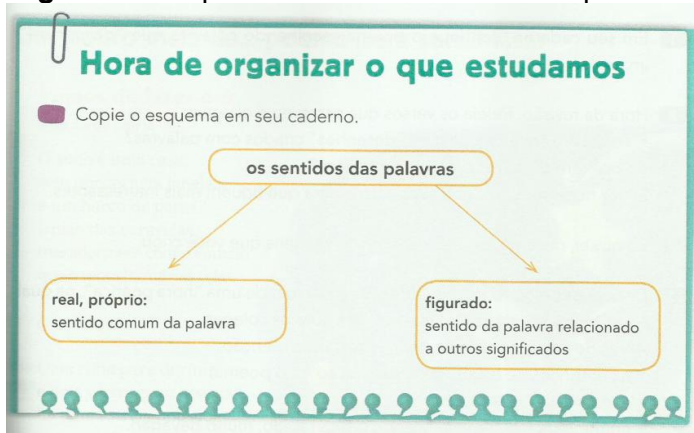 Hora de organizar o que estudamos
Copie o esquema em seu caderno.
os sentidos das palavras
real, próprio:
sentido comum da palavra
figurado:
sentido da palavra relacionado
a outros significados